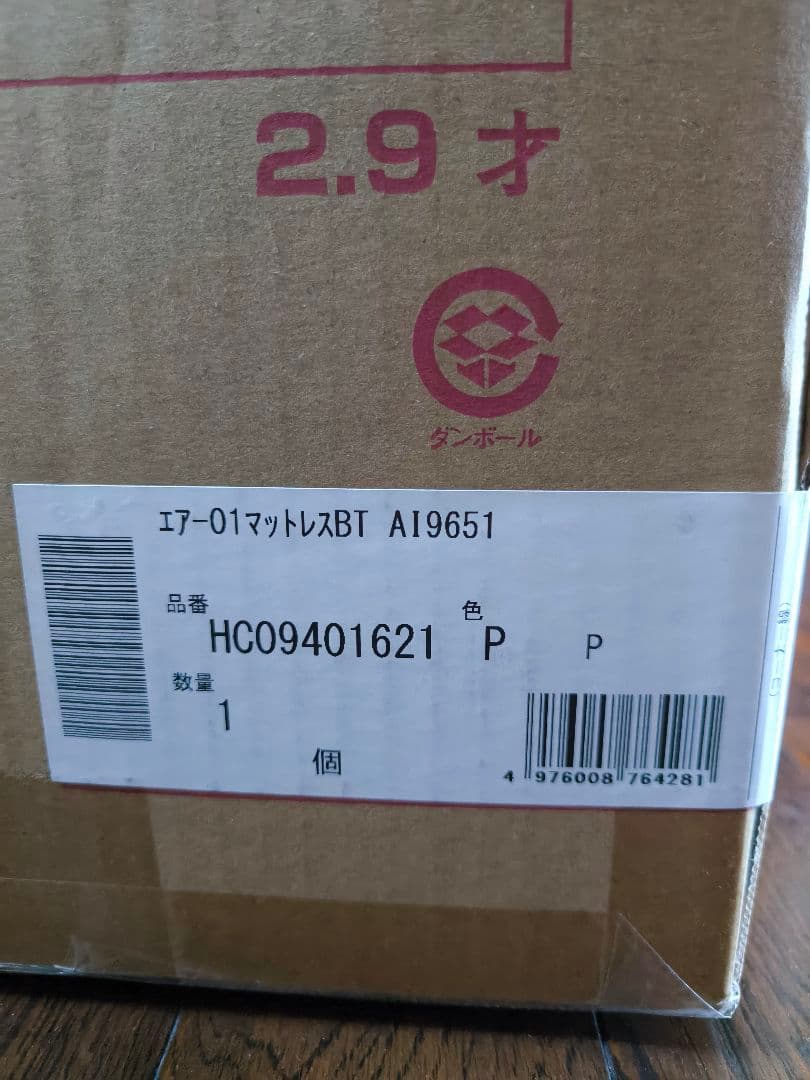 2.9 才
ダンボール
ｴｱｰ01ﾏｯﾄﾚｽBT AI9651
品番
HC09401621
色
P P
数量
1
個
4 976008 764281